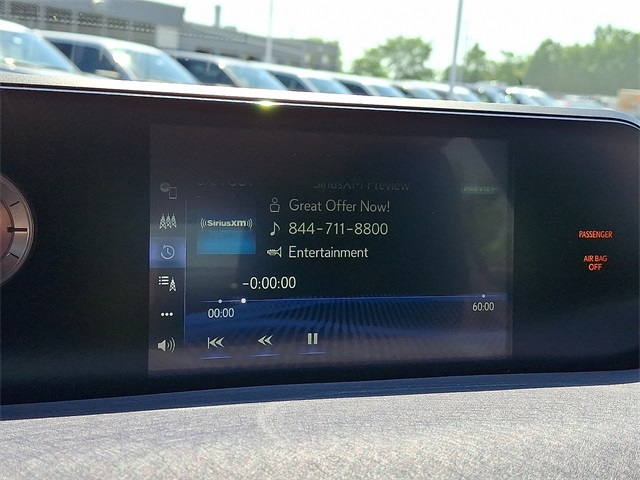 SiriusXM Preview
Great Offer Now!
((SiriusXM))
844-711-8800
Entertainment
-0:00:00
00:00
60:00
PASSENGER
AIR BAG
OFF